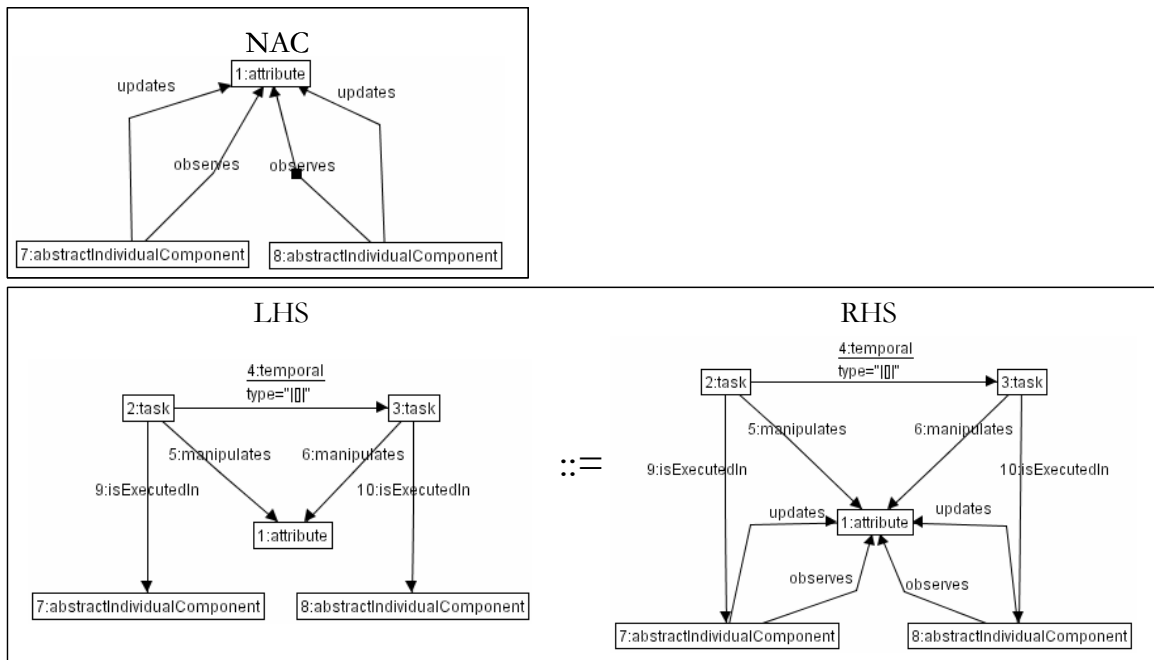 NAC
1:attribute
updates
updates
observes
observes
7:abstractIndividualComponent
8:abstractIndividualComponent
LHS
RHS
4:temporal
type="|[]|"
2:task
3:task
5:manipulates
6:manipulates
9:isExecutedIn
10:isExecutedIn
1:attribute
7:abstractIndividualComponent
8:abstractIndividualComponent
::=
4:temporal
type="|[]|"
2:task
3:task
5:manipulates
6:manipulates
9:isExecutedIn
10:isExecutedIn
updates
1:attribute
updates
observes
observes
7:abstractIndividualComponent
8:abstractIndividualComponent